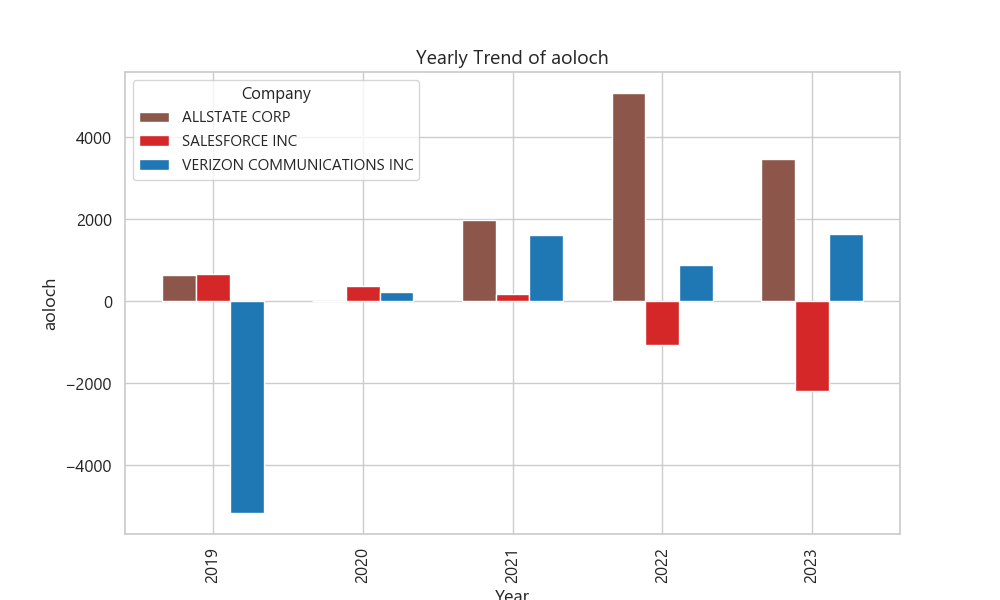 Yearly Trend of aoloch
Company
ALLSTATE CORP
SALESFORCE INC
VERIZON COMMUNICATIONS INC
4000
2000
0
−2000
−4000
aoloch
2019
2020
2021
2022
2023
Year